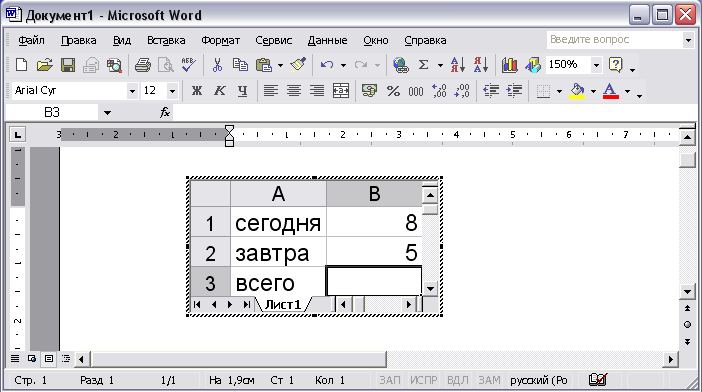 Документ1 - Microsoft Word
Файл Правка Вид Вставка Формат Сервис Данные Окно Справка Введите вопрос
Σ 150% ?
Arial Cyr 12 Ж К Ч % 000
B3 fx
3 2 1 1 2 3 4 5 6 7
A B
1 сегодня 8
2 завтра 5
3 всего
Лист1
Стр. 1 Разд 1 1/1 На 1,9см Ст 1 Кол 1 ЗАП ИСПР ВДЛ ЗАМ русский (Ро